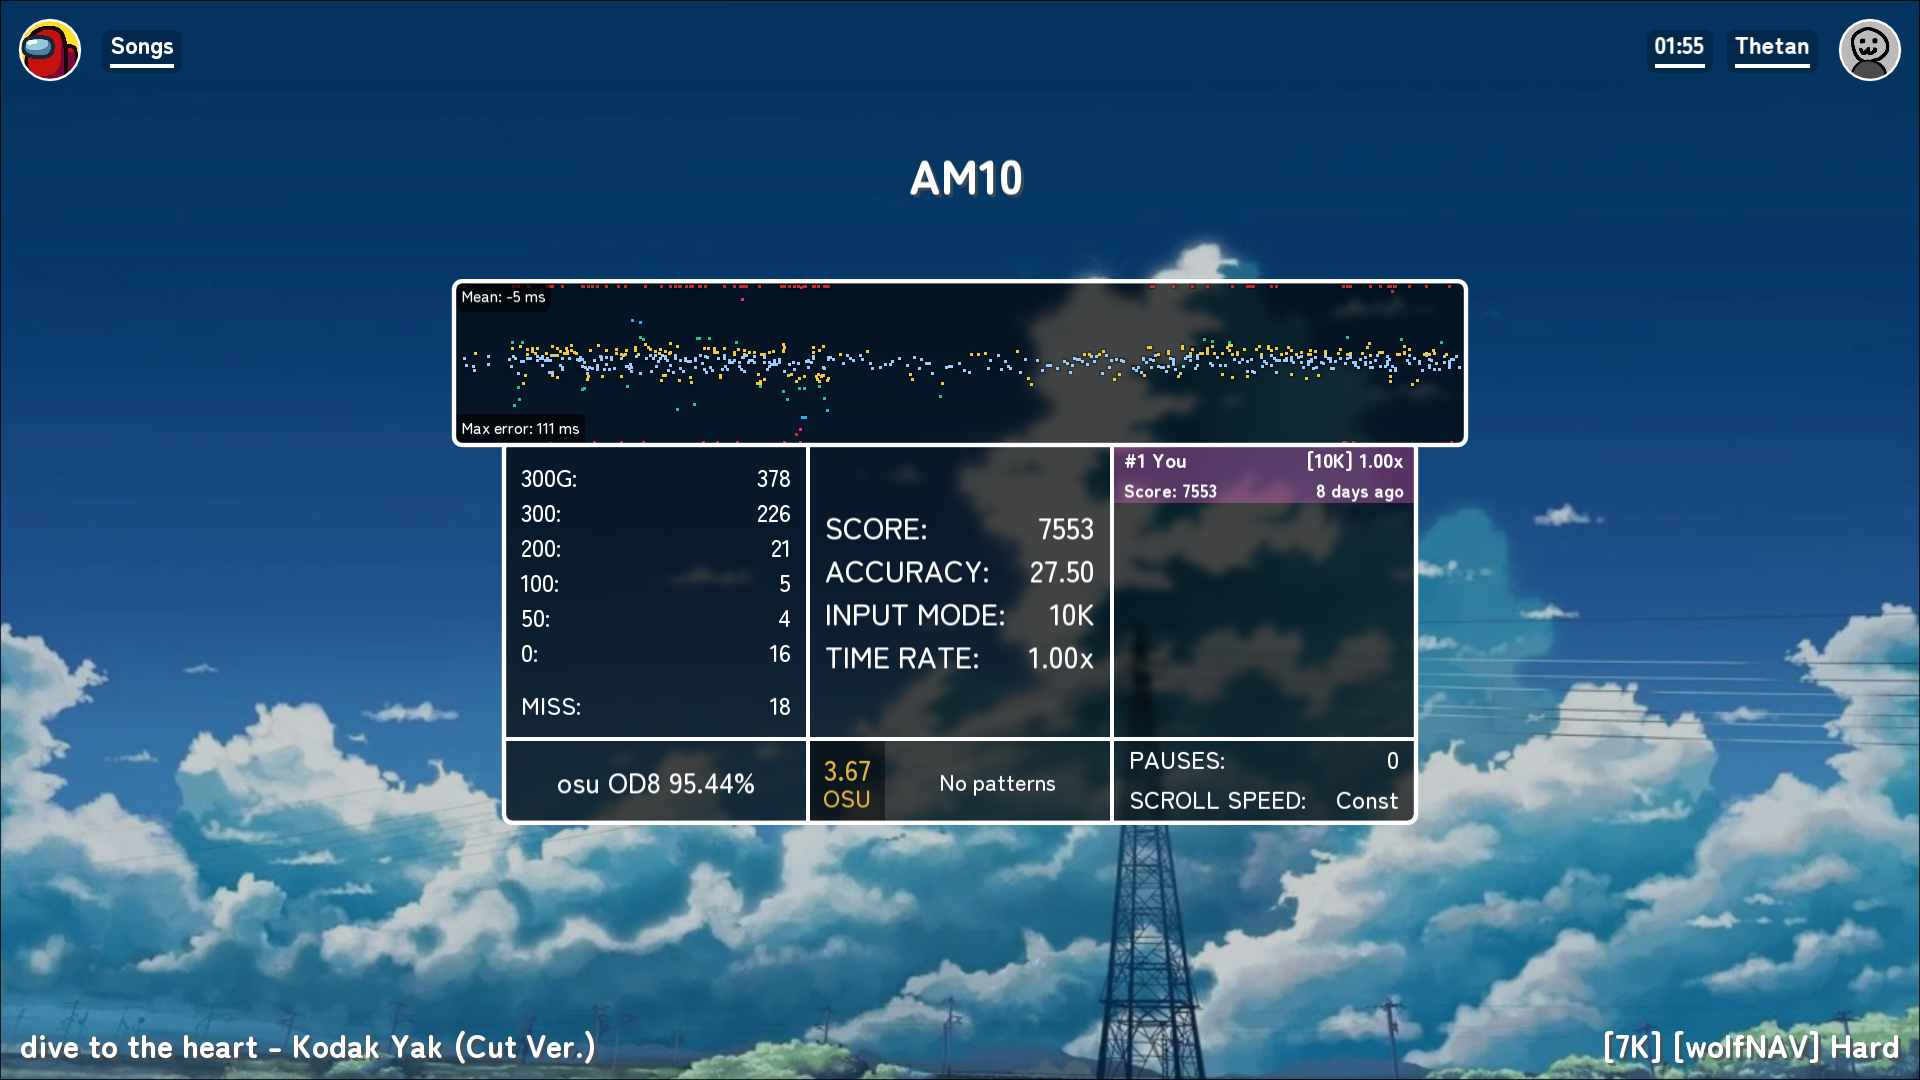 Songs
01:55
Thetan
AM10
Mean: -5 ms
Max error: 111 ms
300G: 378
300: 226
200: 21
100: 5
50: 4
0: 16
MISS: 18
SCORE: 7553
ACCURACY: 27.50
INPUT MODE: 10K
TIME RATE: 1.00x
#1 You [10K] 1.00x
Score: 7553 8 days ago
osu OD8 95.44%
3.67
OSU
No patterns
PAUSES: 0
SCROLL SPEED: Const
dive to the heart - Kodak Yak (Cut Ver.)
[7K] [wolfNAV] Hard